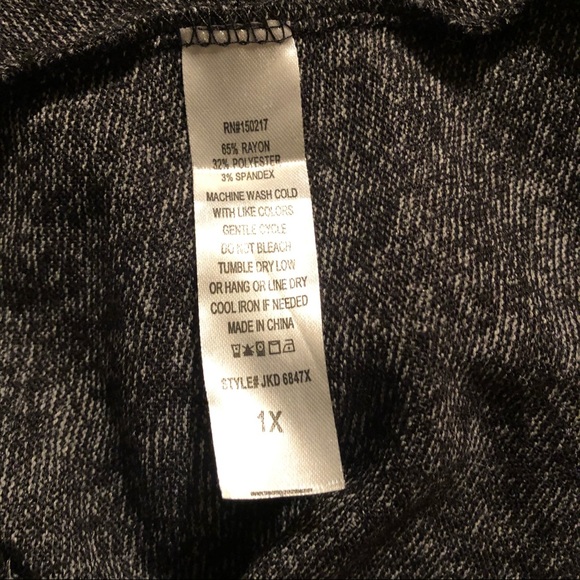 RN#150217
65% RAYON
32% POLYESTER
3% SPANDEX
MACHINE WASH COLD
WITH LIKE COLORS
GENTLE CYCLE
DO NOT BLEACH
TUMBLE DRY LOW
OR HANG OR LINE DRY
COOL IRON IF NEEDED
MADE IN CHINA
STYLE# JKD 6847X
1X